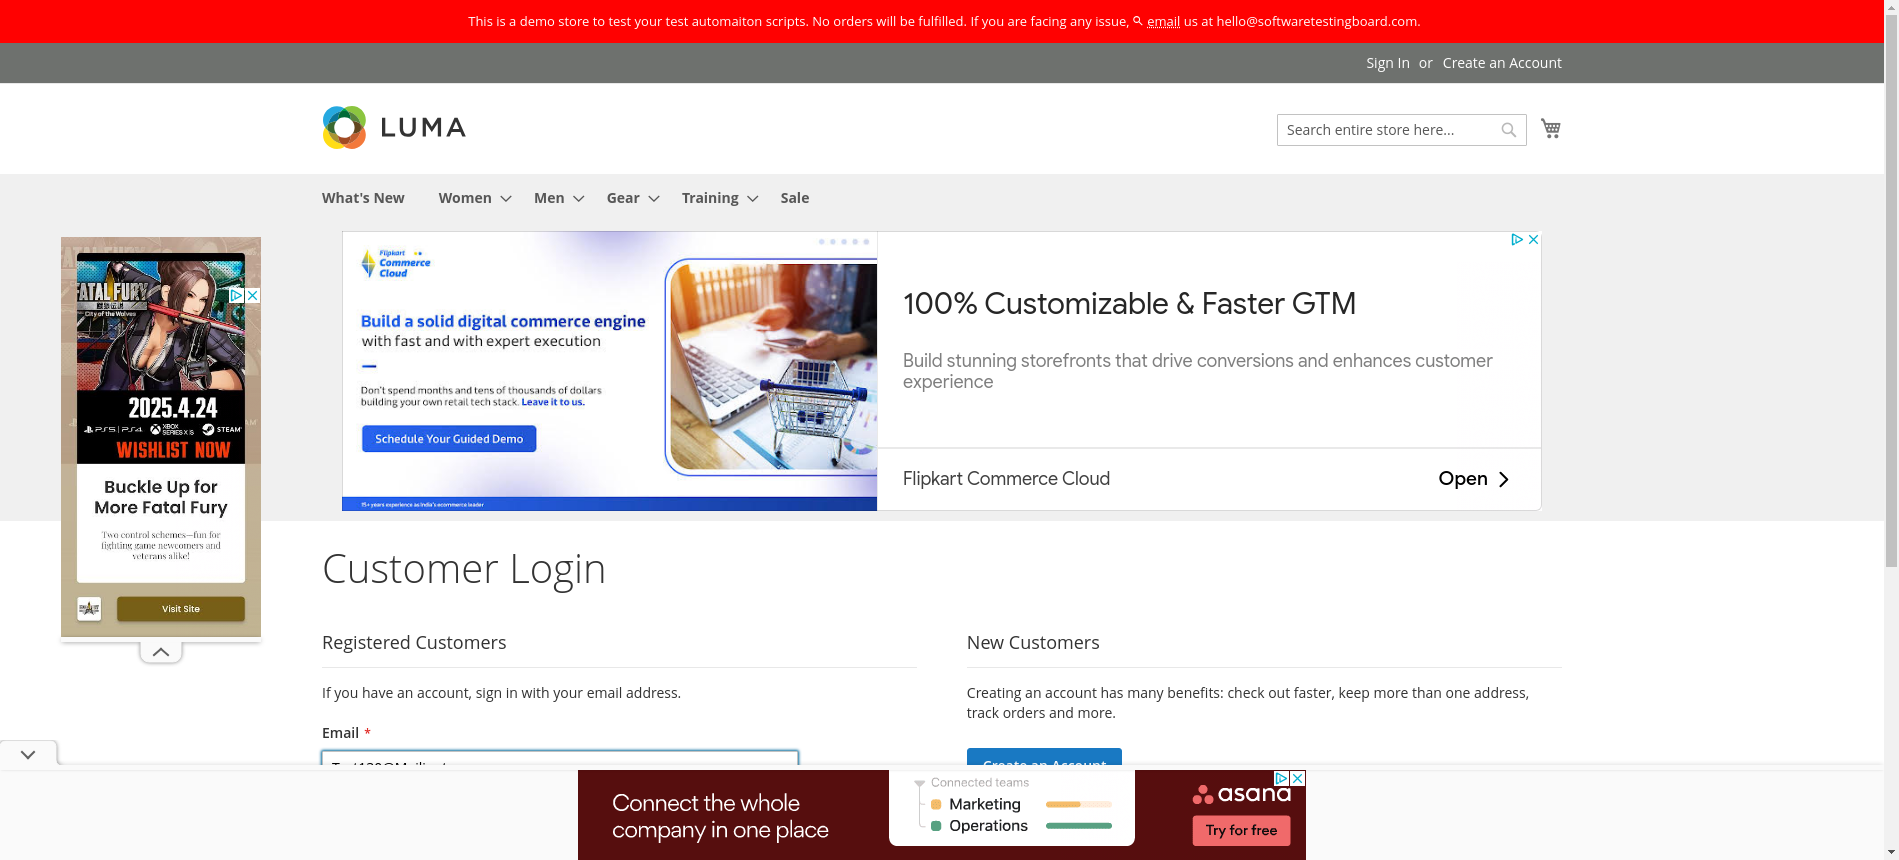 This is a demo store to test your test automaiton scripts. No orders will be fulfilled. If you are facing any issue, email us at hello@softwaretestingboard.com.
Sign In or Create an Account
LUMA
Search entire store here...
What's New Women Men Gear Training Sale
FATAL FURY
City of the Wolves
2025.4.24
PS5 PS4 XBOX SERIES X|S STEAM
WISHLIST NOW
Buckle Up for
More Fatal Fury
Two control schemes—fun for
fighting game newcomers and
veterans alike!
Visit Site
Flipkart
Commerce
Cloud
Build a solid digital commerce engine
with fast and with expert execution
Don't spend months and tens of thousands of dollars
building your own retail tech stack. Leave it to us.
Schedule Your Guided Demo
15+ years experience as India's ecommerce leader
100% Customizable & Faster GTM
Build stunning storefronts that drive conversions and enhances customer
experience
Flipkart Commerce Cloud
Open
Customer Login
Registered Customers
If you have an account, sign in with your email address.
Email *
New Customers
Creating an account has many benefits: check out faster, keep more than one address,
track orders and more.
Create an Account
Connect the whole
company in one place
Connected teams
Marketing
Operations
asana
Try for free